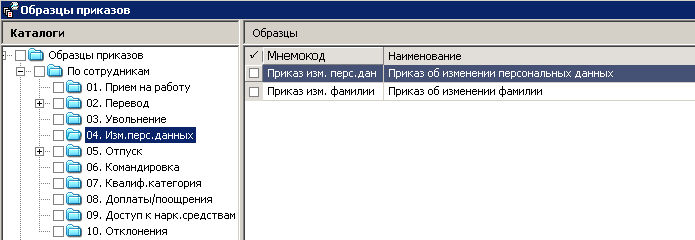 Образцы приказов
Каталоги
Образцы приказов
По сотрудникам
01. Прием на работу
02. Перевод
03. Увольнение
04. Изм.перс.данных
05. Отпуск
06. Командировка
07. Квалиф.категория
08. Доплаты/поощрения
09. Доступ к нарк.средствам
10. Отклонения
Образцы
Мнемокод Наименование
Приказ изм. перс.дан Приказ об изменении персональных данных
Приказ изм. фамилии Приказ об изменении фамилии